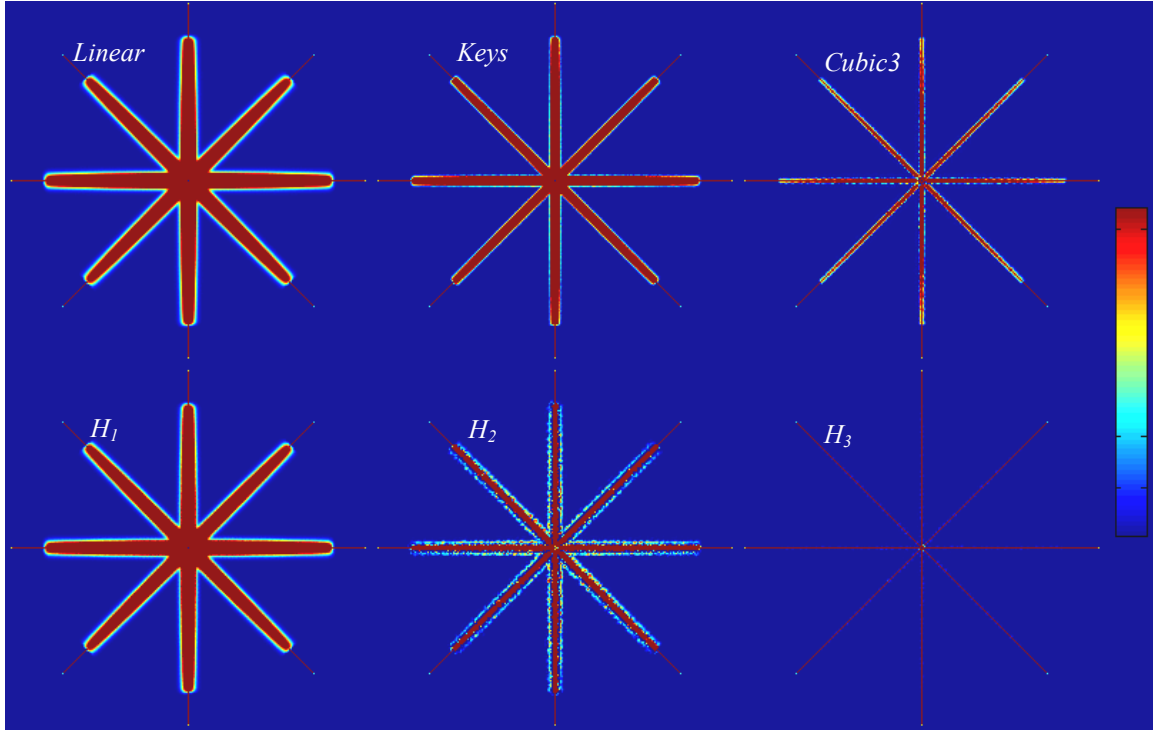 Linear
Keys
Cubic3
H₁
H₂
H₃